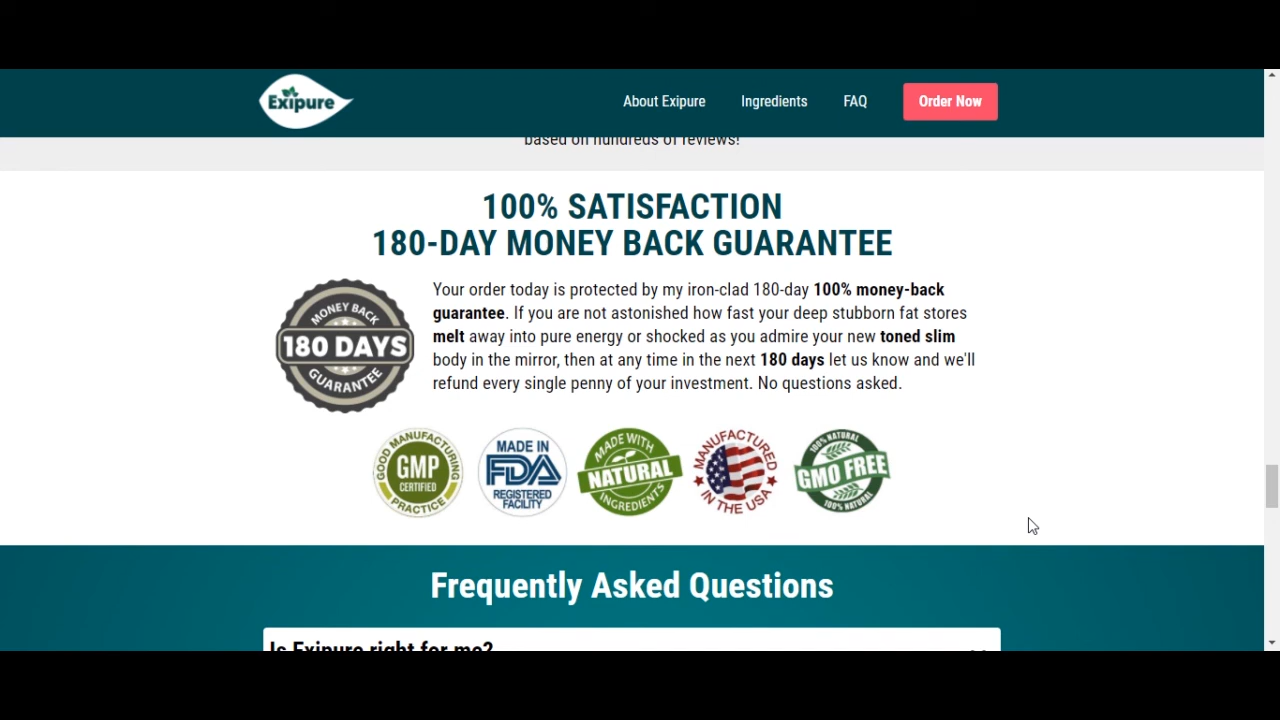 Exipure
About Exipure
Ingredients
FAQ
Order Now
based on hundreds of reviews!
100% SATISFACTION
180-DAY MONEY BACK GUARANTEE
Your order today is protected by my iron-clad 180-day 100% money-back
guarantee. If you are not astonished how fast your deep stubborn fat stores
melt away into pure energy or shocked as you admire your new toned slim
body in the mirror, then at any time in the next 180 days let us know and we'll
refund every single penny of your investment. No questions asked.
MONEY BACK
180 DAYS
GUARANTEE
GOOD MANUFACTURING
GMP
CERTIFIED
PRACTICE
MADE IN
FDA
REGISTERED
FACILITY
MADE WITH
NATURAL
INGREDIENTS
MANUFACTURED
IN THE USA
100% NATURAL
GMO FREE
100% NATURAL
Frequently Asked Questions
Is Exipure right for me?